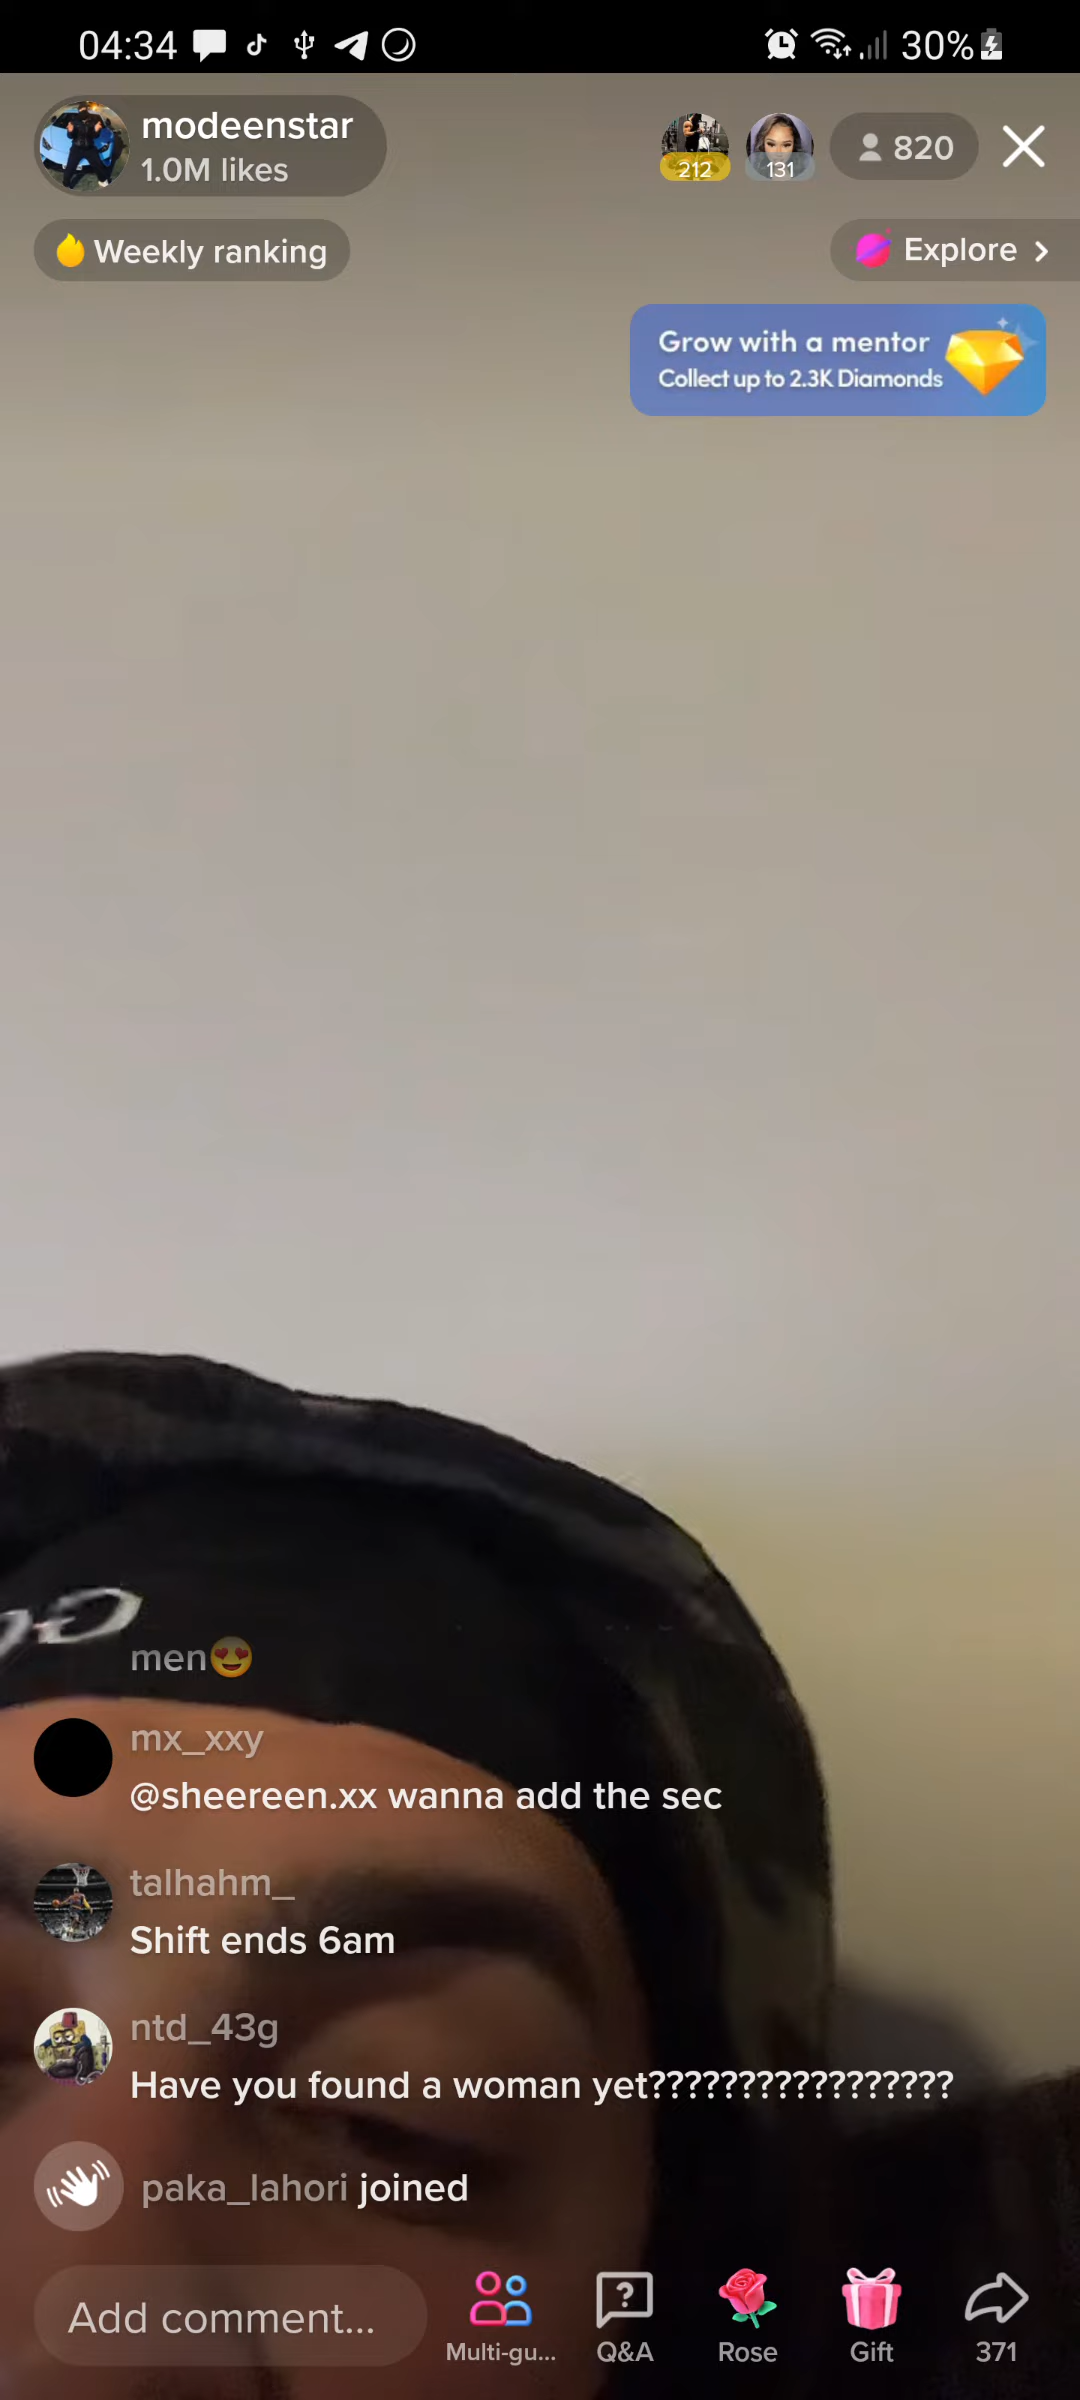 04:34
30%
modeenstar
1.0M likes
212
131
820
Weekly ranking
Explore
Grow with a mentor
Collect up to 2.3K Diamonds
men😍
mx_xxy
@sheereen.xx wanna add the sec
talhahm_
Shift ends 6am
ntd_43g
Have you found a woman yet?????????????????
paka_lahori joined
Add comment...
Multi-gu...
Q&A
Rose
Gift
371